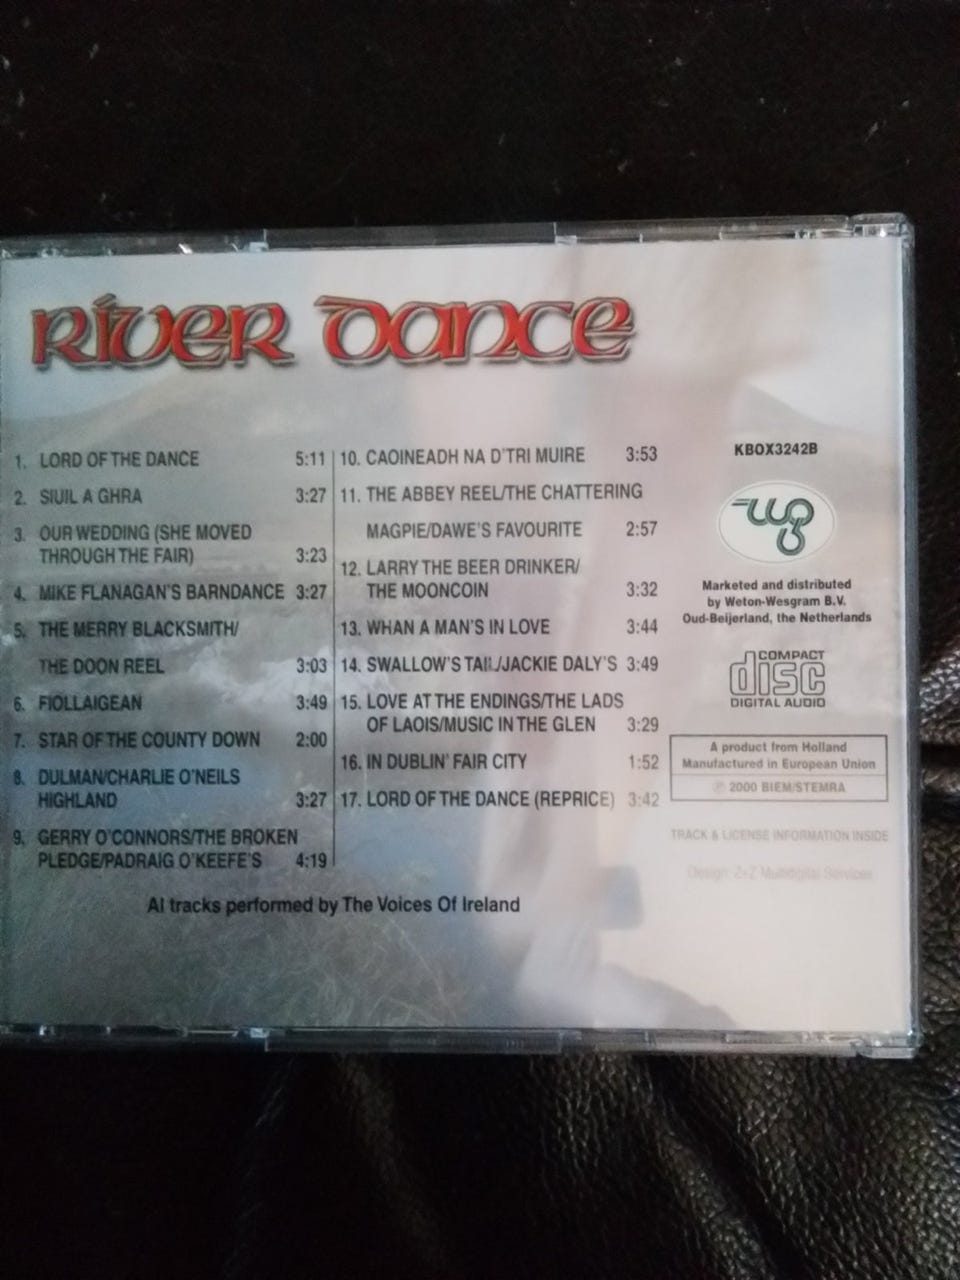 RÍVER DANCE
1. LORD OF THE DANCE 5:11
2. SIUIL A GHRA 3:27
3. OUR WEDDING (SHE MOVED
THROUGH THE FAIR) 3:23
4. MIKE FLANAGAN'S BARNDANCE 3:27
5. THE MERRY BLACKSMITH/
THE DOON REEL 3:03
6. FIOLLAIGEAN 3:49
7. STAR OF THE COUNTY DOWN 2:00
8. DULMAN/CHARLIE O'NEILS
HIGHLAND 3:27
9. GERRY O'CONNORS/THE BROKEN
PLEDGE/PADRAIG O'KEEFE'S 4:19
10. CAOINEADH NA D'TRI MUIRE 3:53
11. THE ABBEY REEL/THE CHATTERING
MAGPIE/DAWE'S FAVOURITE 2:57
12. LARRY THE BEER DRINKER/
THE MOONCOIN 3:32
13. WHAN A MAN'S IN LOVE 3:44
14. SWALLOW'S TAIL/JACKIE DALY'S 3:49
15. LOVE AT THE ENDINGS/THE LADS
OF LAOIS/MUSIC IN THE GLEN 3:29
16. IN DUBLIN' FAIR CITY 1:52
17. LORD OF THE DANCE (REPRICE) 3:42
Al tracks performed by The Voices Of Ireland
KBOX3242B
wg
Marketed and distributed
by Weton-Wesgram B.V.
Oud-Beijerland, the Netherlands
COMPACT
disc
DIGITAL AUDIO
A product from Holland
Manufactured in European Union
℗ 2000 BIEM/STEMRA
TRACK & LICENSE INFORMATION INSIDE
Design: Z+Z Multidigital Services